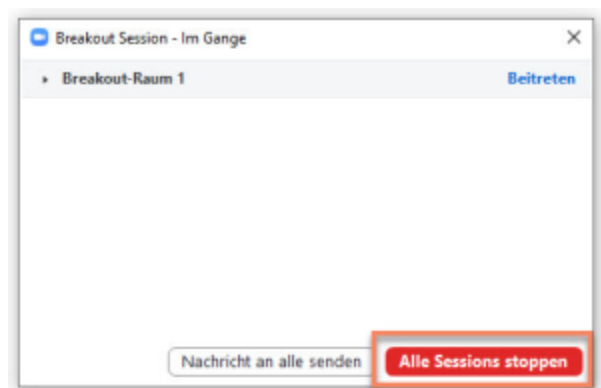 Breakout Session - Im Gange
Breakout-Raum 1 Beitreten
Nachricht an alle senden Alle Sessions stoppen